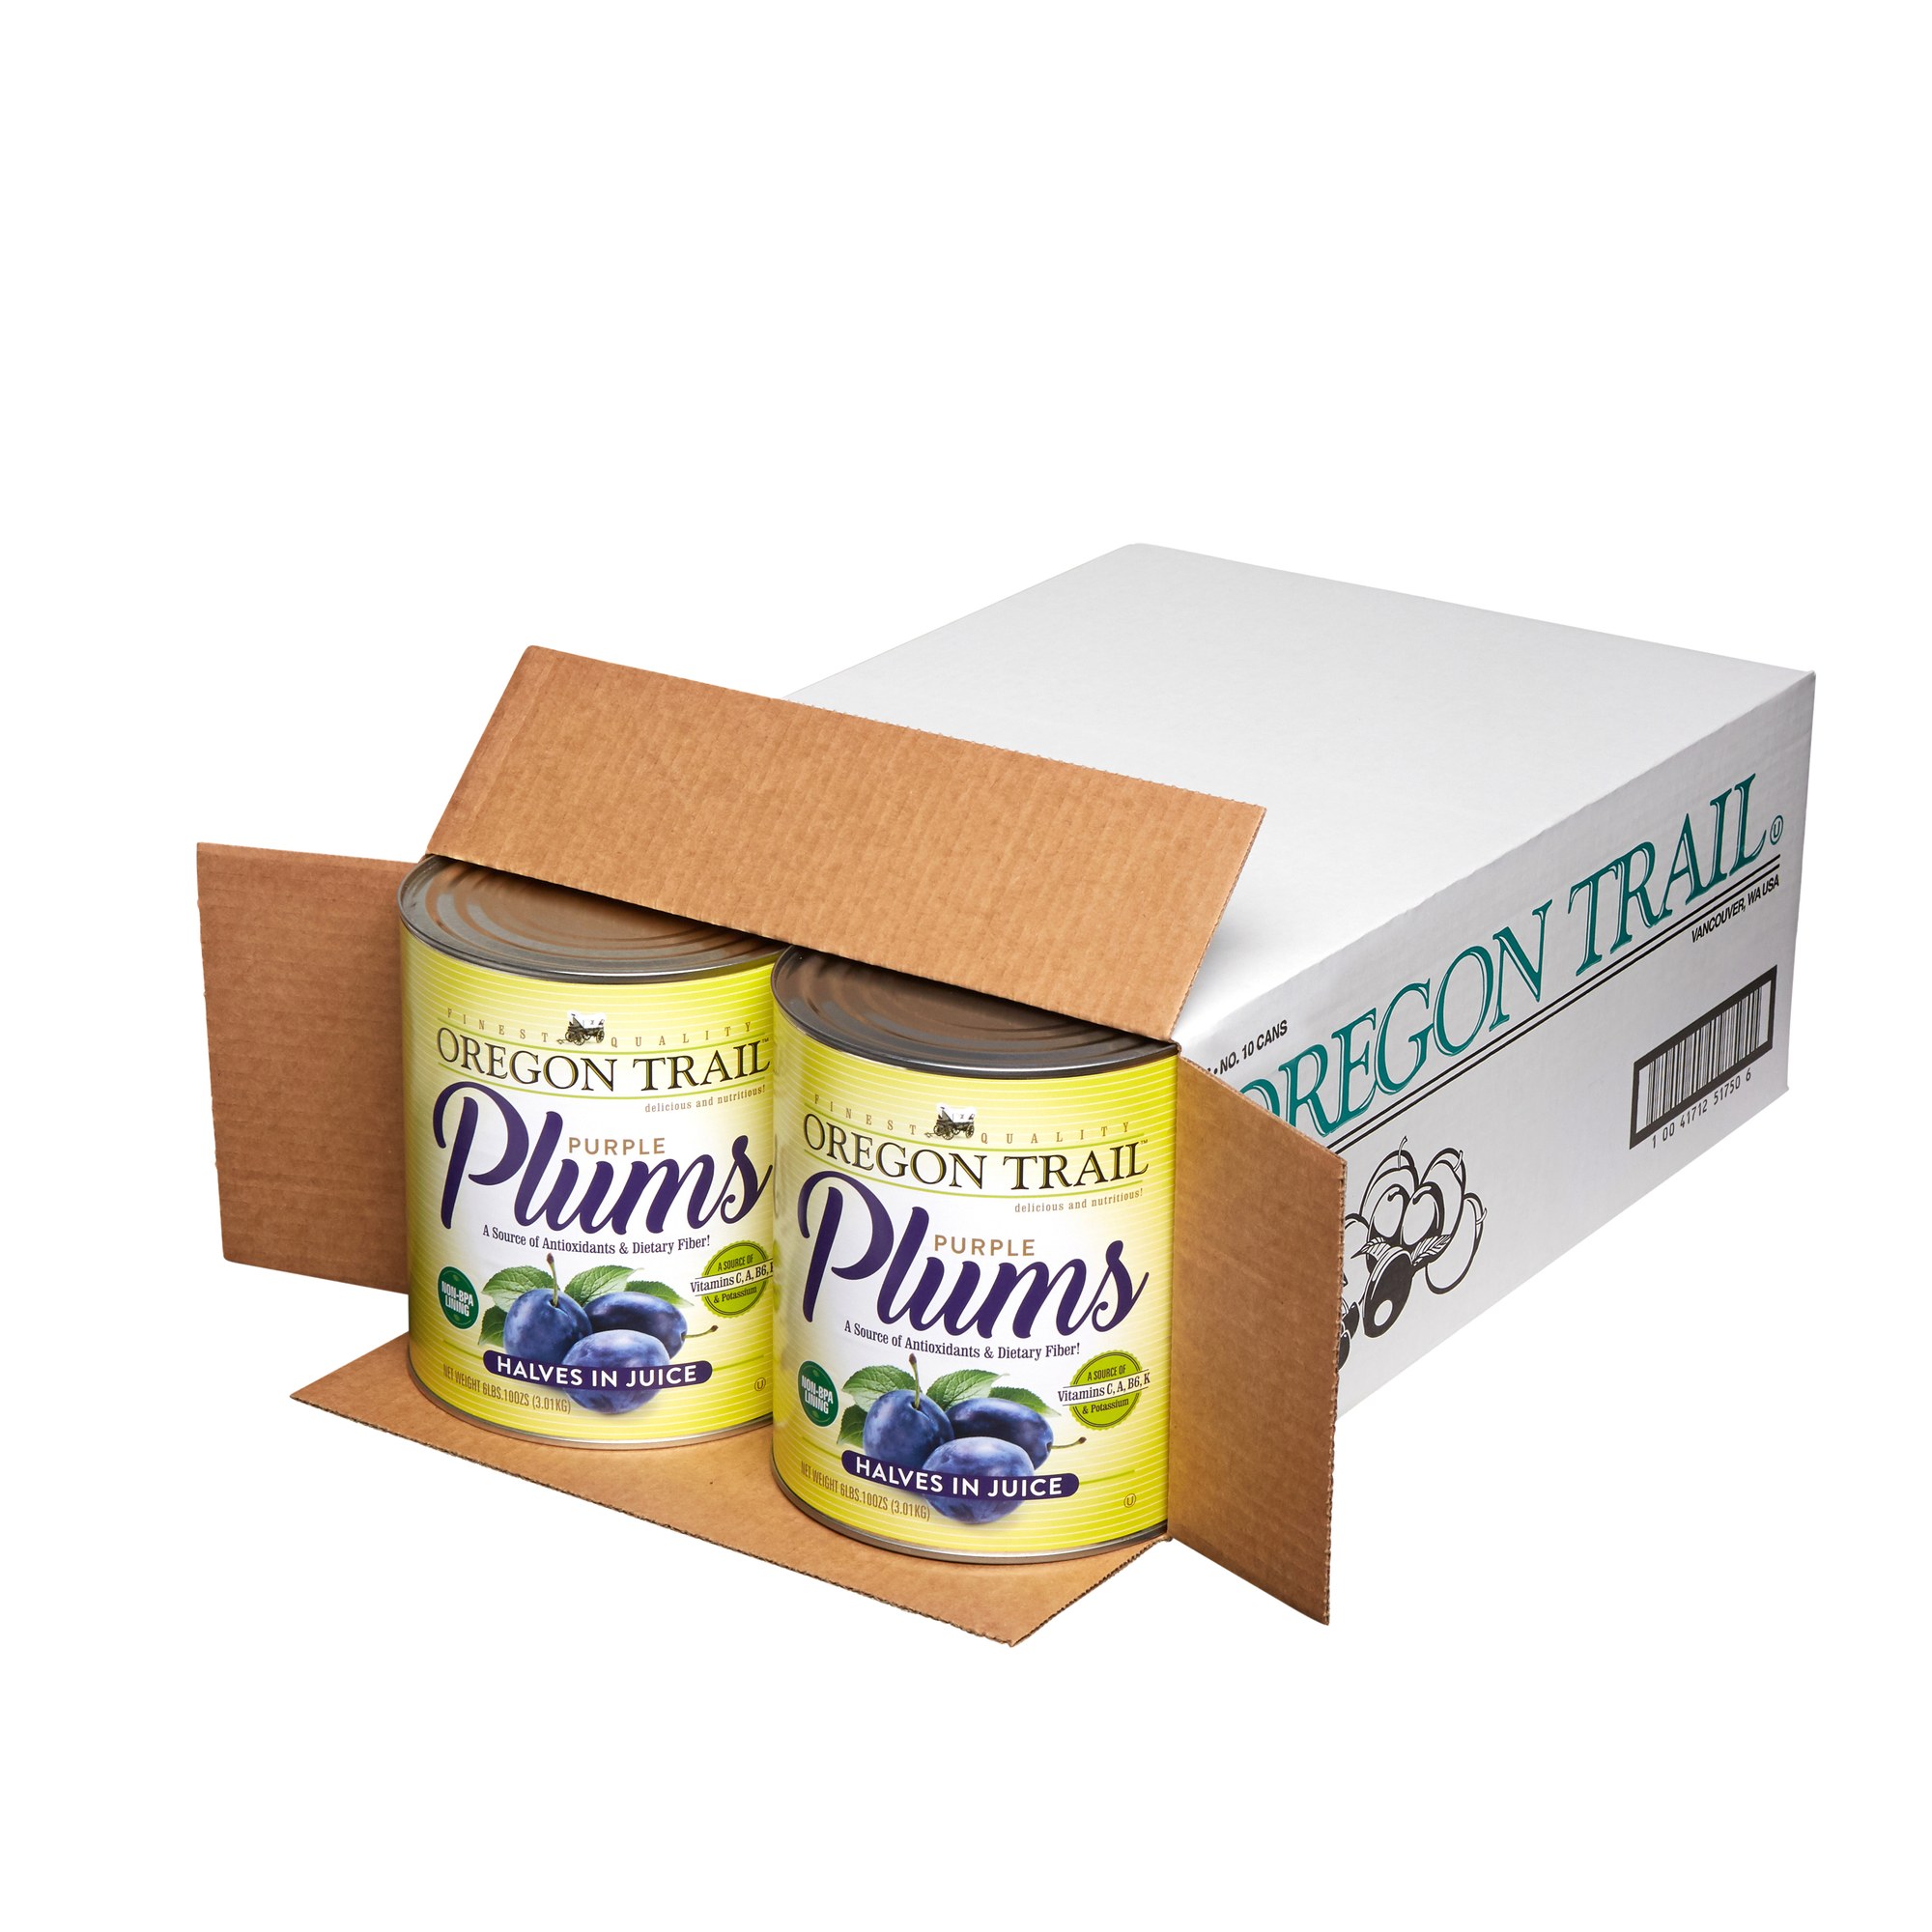 FINEST QUALITY
OREGON TRAIL™
delicious and nutritious!
PURPLE
Plums
A Source of Antioxidants & Dietary Fiber!
A SOURCE OF
Vitamins C, A, B6,
& Potassium
NON-BPA
LINING
HALVES IN JUICE
NET WEIGHT 6LBS.10OZS (3.01KG)
U
FINEST QUALITY
OREGON TRAIL™
delicious and nutritious!
PURPLE
Plums
A Source of Antioxidants & Dietary Fiber!
A SOURCE OF
Vitamins C, A, B6, K
& Potassium
NON-BPA
LINING
HALVES IN JUICE
NET WEIGHT 6LBS.10OZS (3.01KG)
U
• NO. 10 CANS
OREGON TRAIL U
VANCOUVER, WA USA
1 00 41712 51750 6